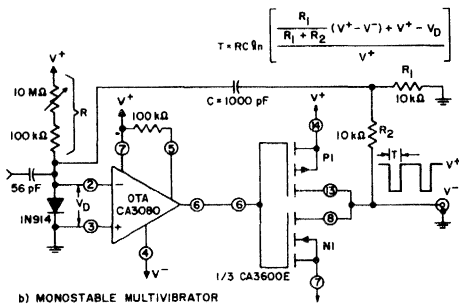 T = RC ln [ R1 / R1 + R2 (V+ – V–) + V+ – VD / V+ ]
V+
10 MΩ
R
100 kΩ
56 pF
1N914
VD
2
3
–
+
OTA
CA3080
V+
100 kΩ
7
5
4
V–
6
6
C = 1000 pF
V+
14
P1
13
8
N1
7
1/3 CA3600E
R1
10 kΩ
10 kΩ
R2
T
V+
V–
b) MONOSTABLE MULTIVIBRATOR